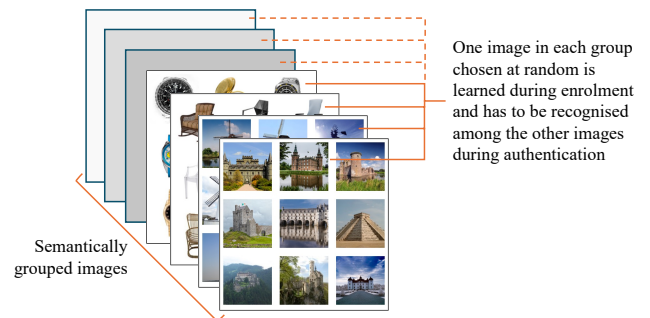 One image in each group
chosen at random is
learned during enrolment
and has to be recognised
among the other images
during authentication
Semantically
grouped images